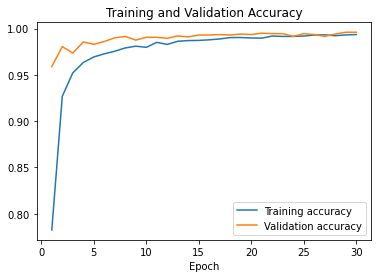 Training and Validation Accuracy
1.00
0.95
0.90
0.85
0.80
Training accuracy
Validation accuracy
0 5 10 15 20 25 30
Epoch